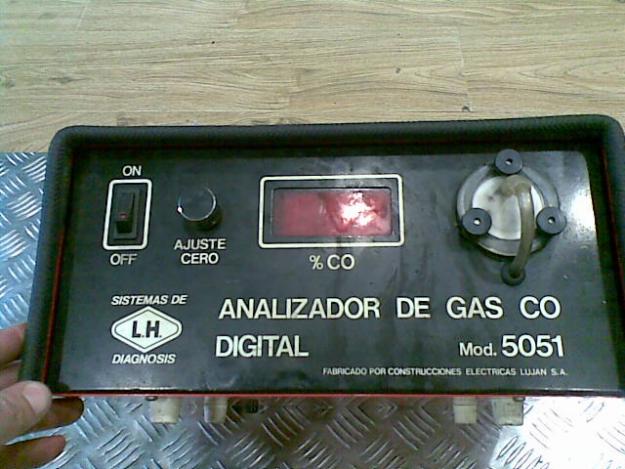 ON
OFF
AJUSTE
CERO
% CO
SISTEMAS DE
L.H.
DIAGNOSIS
ANALIZADOR DE GAS CO
DIGITAL
Mod. 5051
FABRICADO POR CONSTRUCCIONES ELECTRICAS LUJAN S.A.